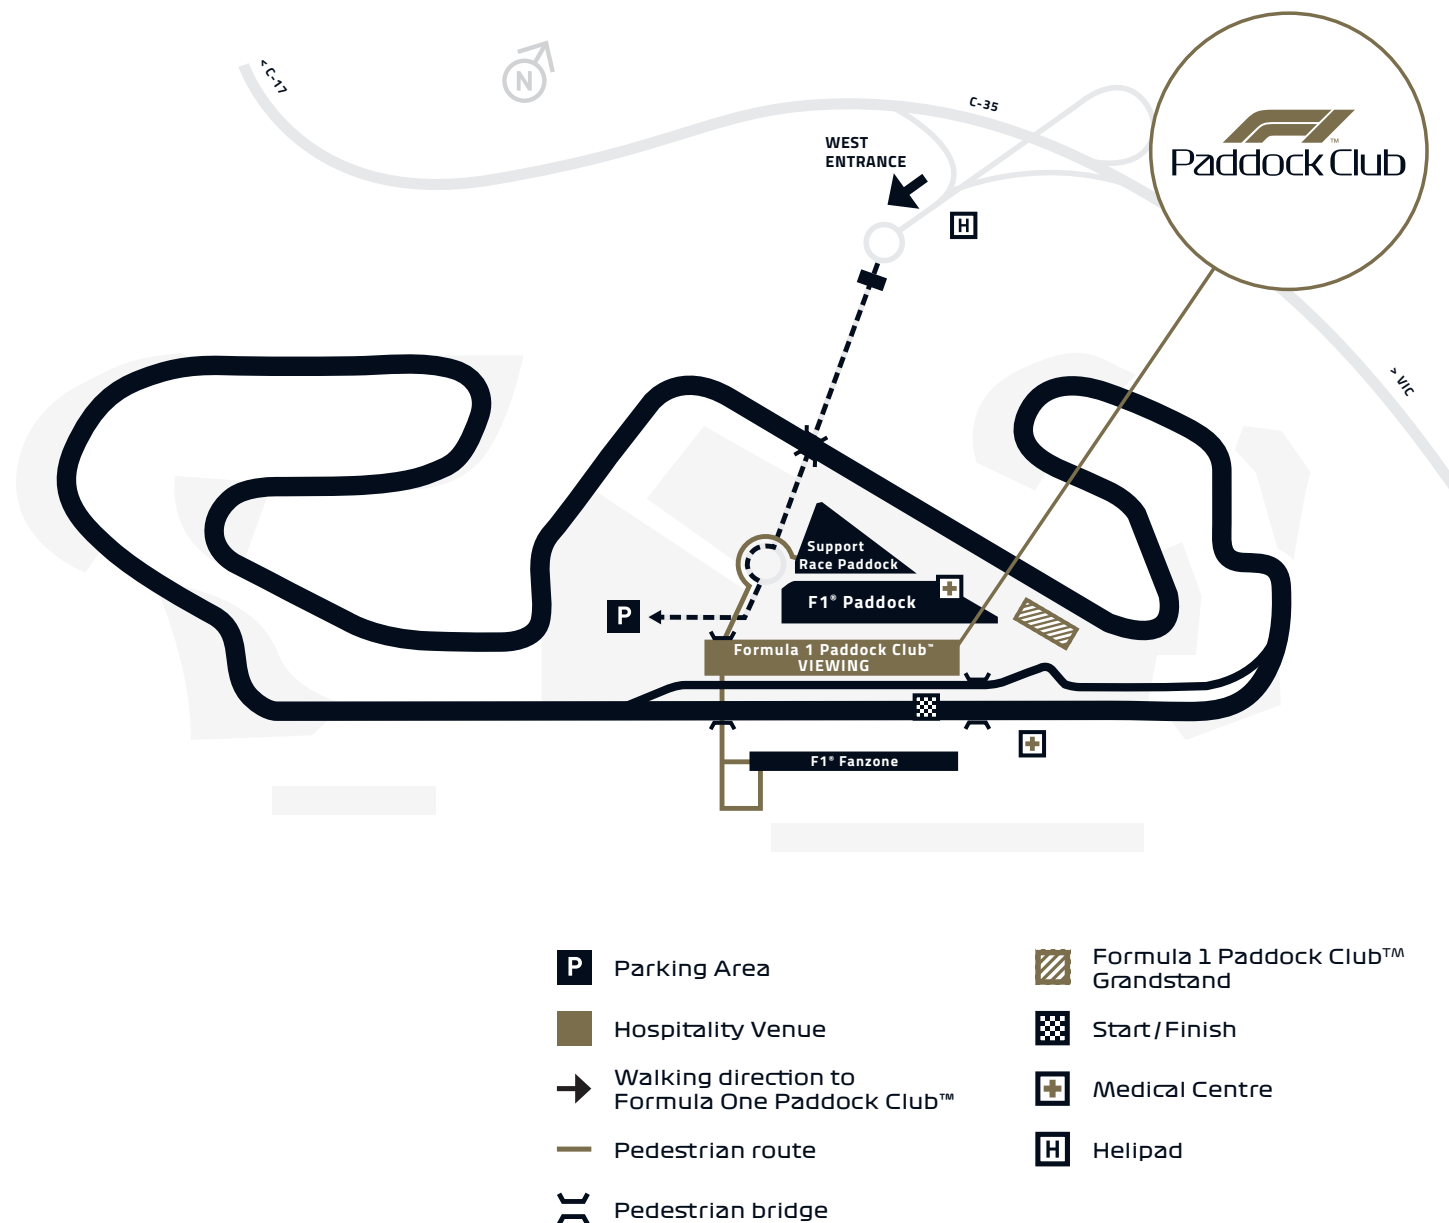 < C-17
N
C-35
WEST
ENTRANCE
H
™
Paddock Club
> VIC
Support
Race Paddock
F1® Paddock
P
Formula 1 Paddock Club™
VIEWING
F1® Fanzone
P Parking Area
Hospitality Venue
Walking direction to
Formula One Paddock Club™
Pedestrian route
Pedestrian bridge
Formula 1 Paddock Club™
Grandstand
Start/Finish
Medical Centre
H Helipad